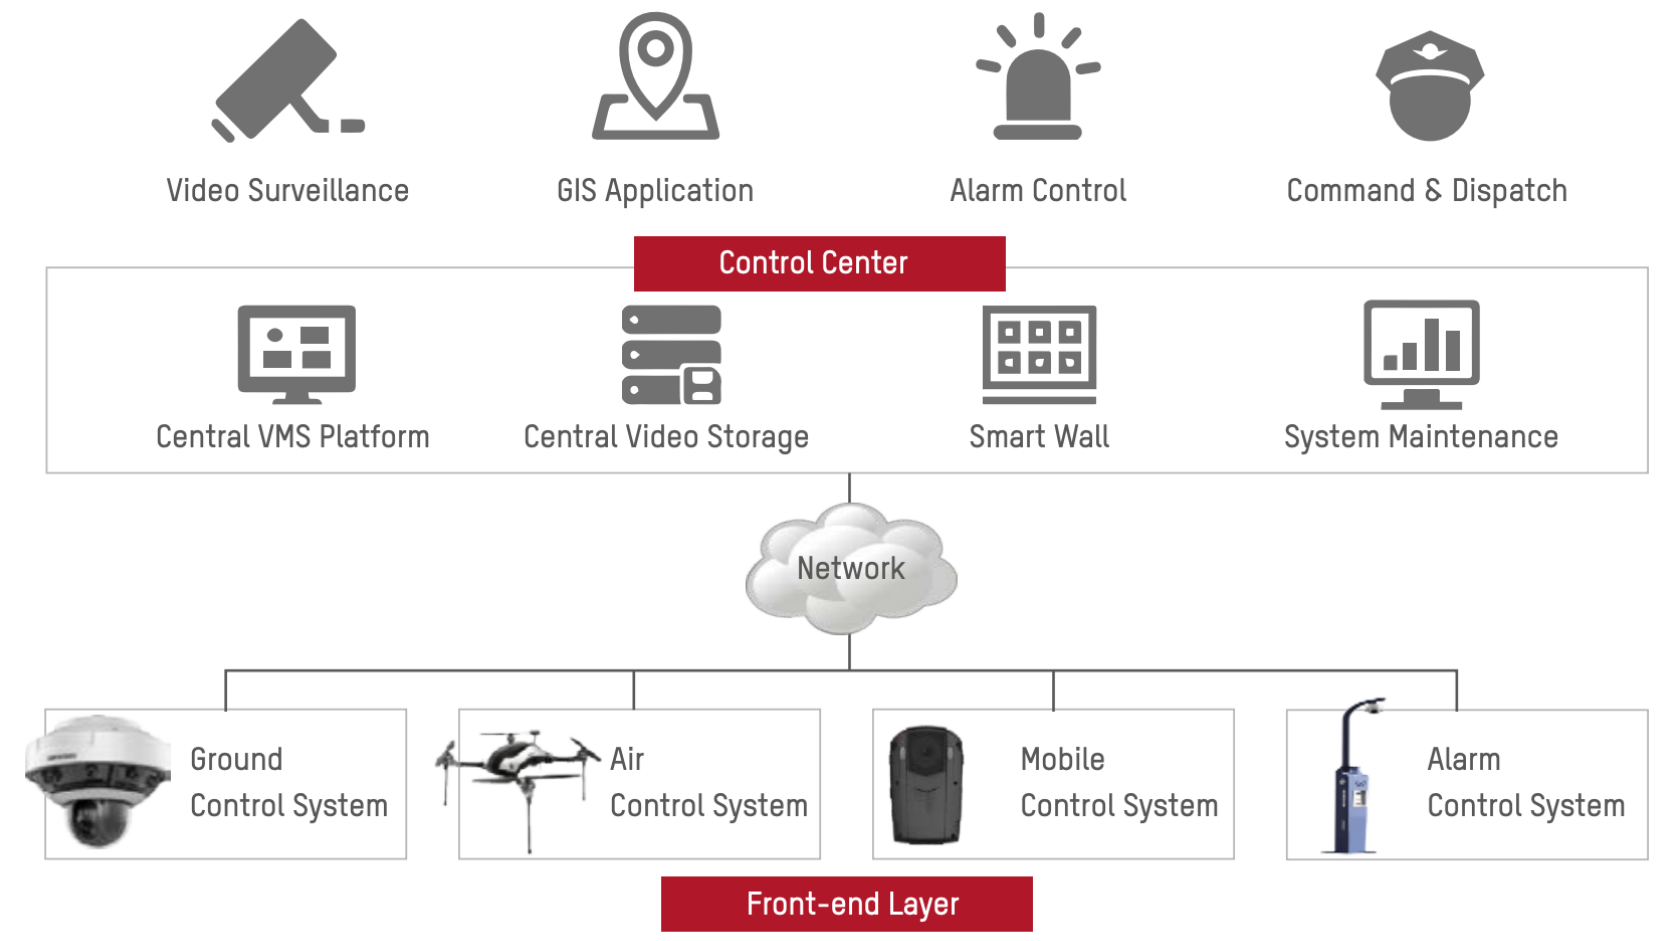 Video Surveillance
GIS Application
Alarm Control
Command & Dispatch
Control Center
Central VMS Platform
Central Video Storage
Smart Wall
System Maintenance
Network
Ground
Control System
Air
Control System
Mobile
Control System
Alarm
Control System
Front-end Layer